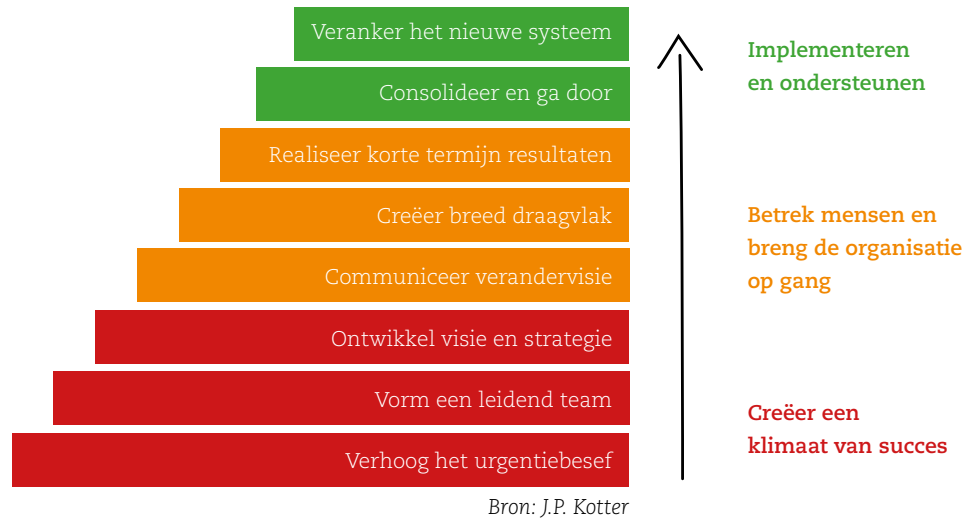 Veranker het nieuwe systeem
Consolideer en ga door
Realiseer korte termijn resultaten
Creëer breed draagvlak
Communiceer verandervisie
Ontwikkel visie en strategie
Vorm een leidend team
Verhoog het urgentiebesef
Bron: J.P. Kotter
Implementeren
en ondersteunen
Betrek mensen en
breng de organisatie
op gang
Creëer een
klimaat van succes